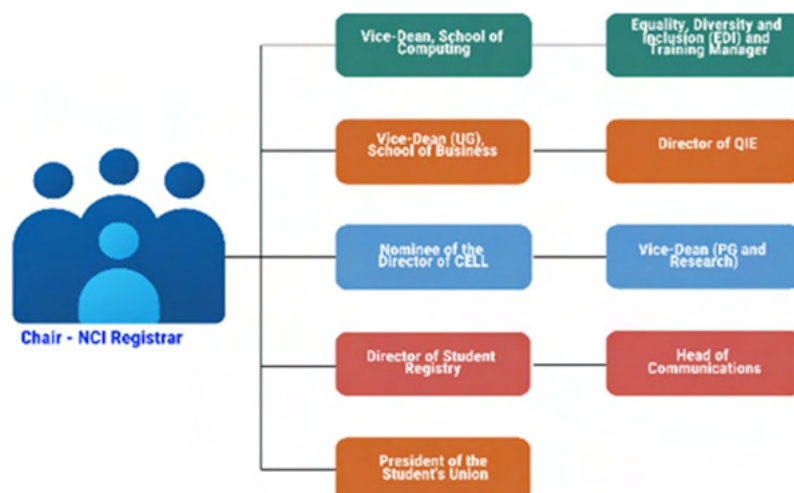 Vice-Dean, School of
Computing
Equality, Diversity and
Inclusion (EDI) and
Training Manager
Vice-Dean (UG),
School of Business
Director of QIE
Nominee of the
Director of CELL
Vice-Dean (PG and
Research)
Chair - NCI Registrar
Director of Student
Registry
Head of
Communications
President of the
Student's Union